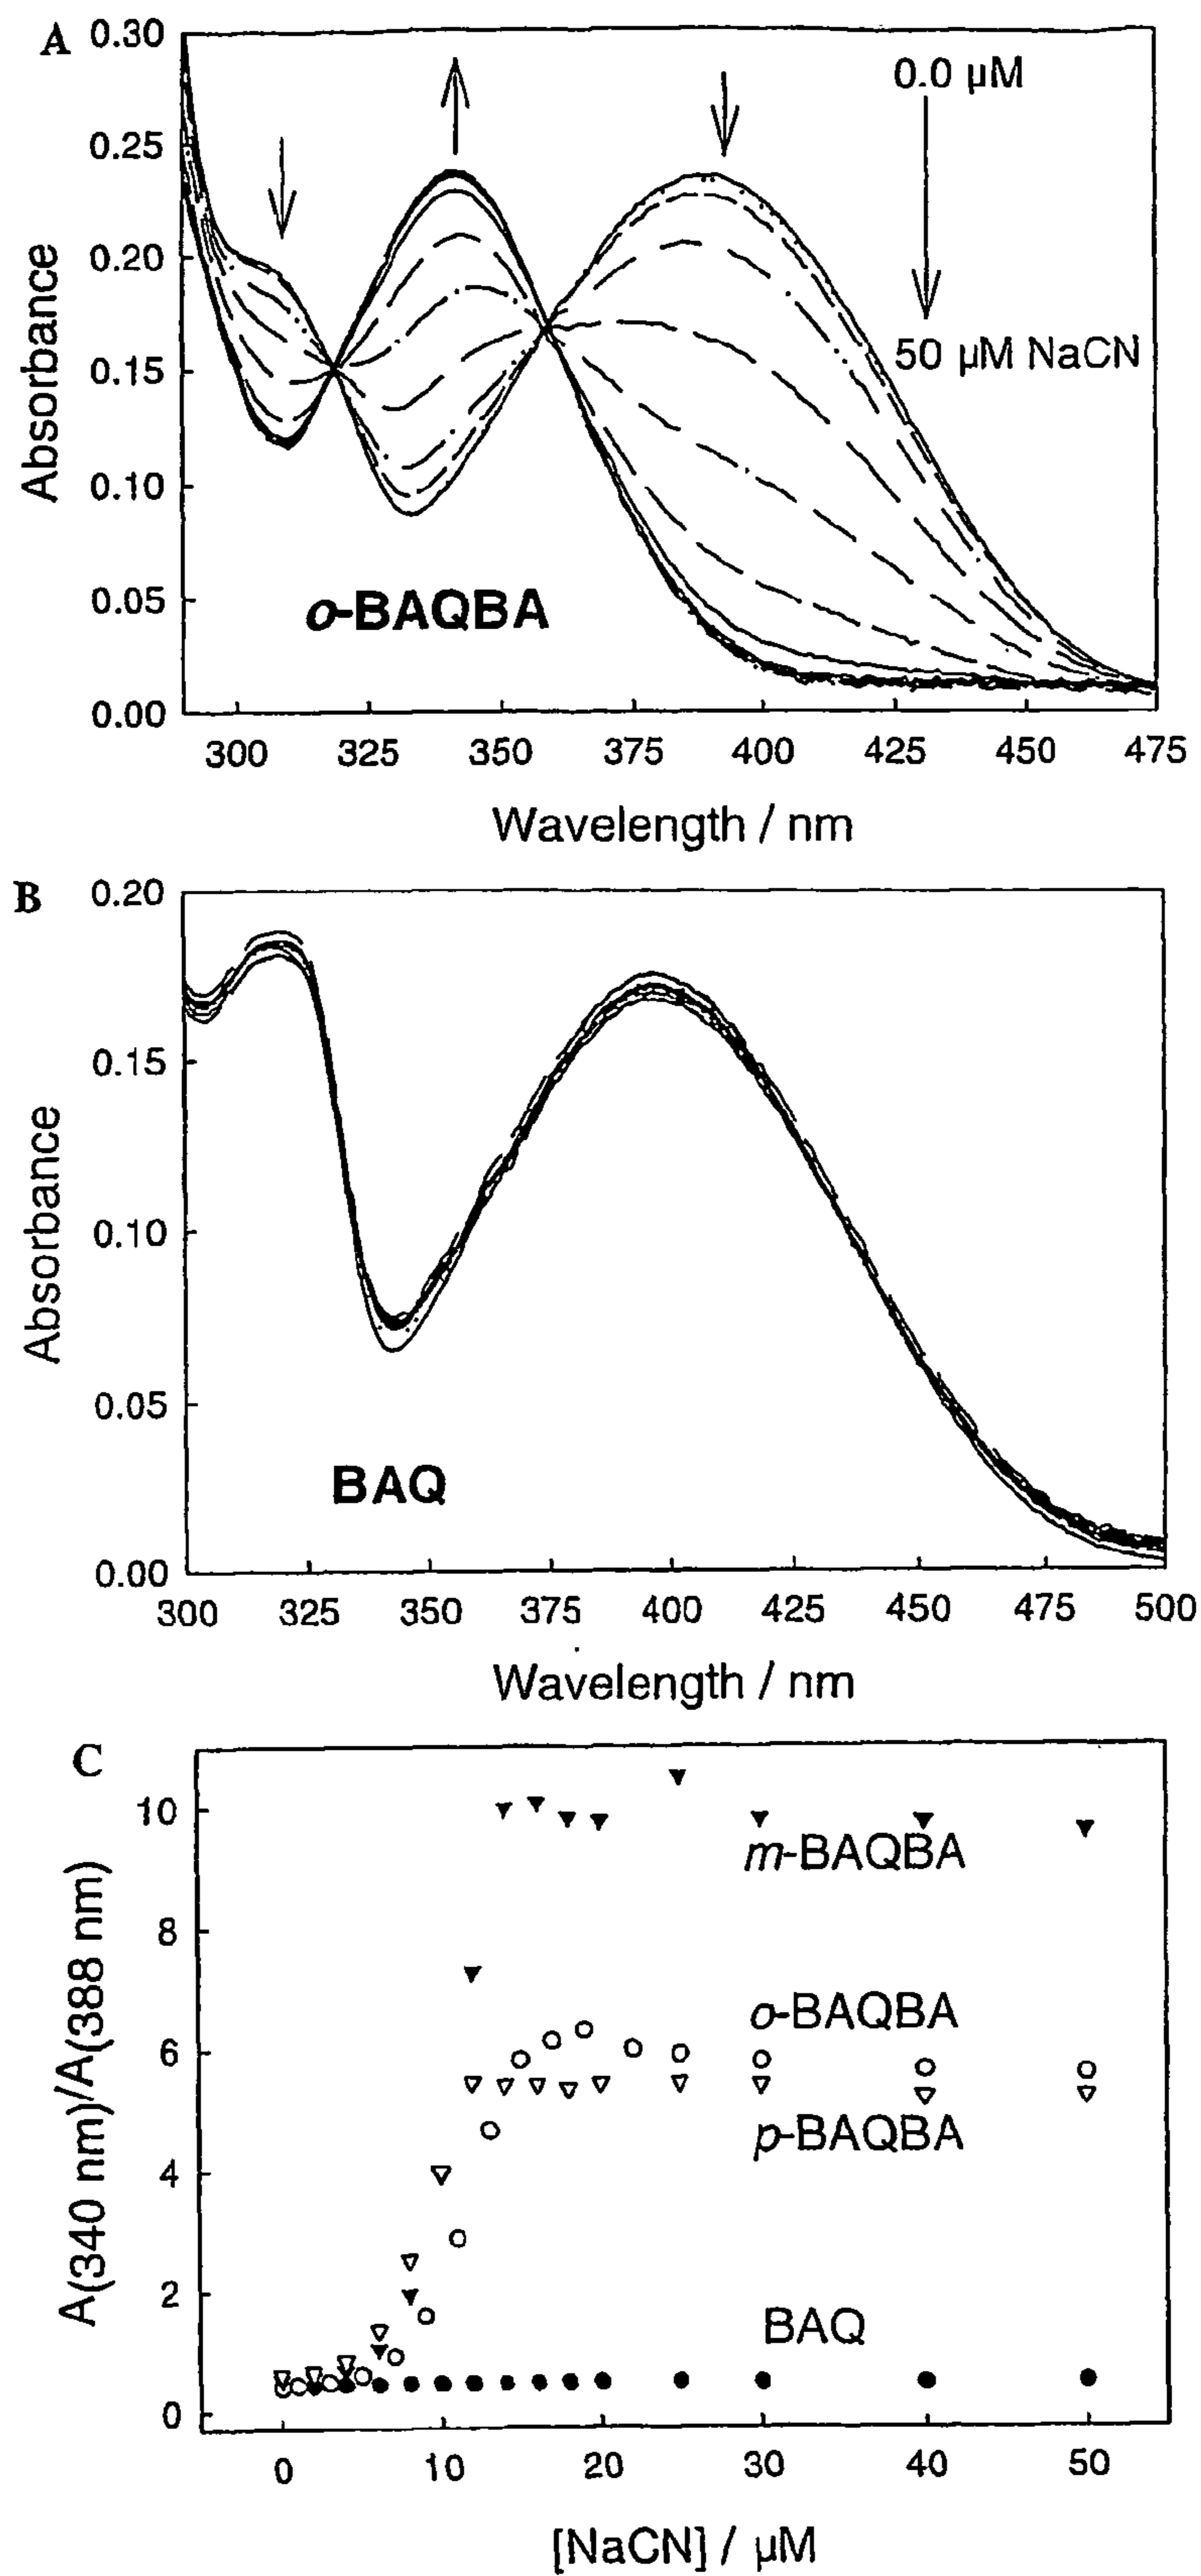 A
0.30
0.25
0.20
0.15
0.10
0.05
0.00
Absorbance
0.0 µM
50 µM NaCN
o-BAQBA
300 325 350 375 400 425 450 475
Wavelength / nm
B
0.20
0.15
0.10
0.05
0.00
Absorbance
BAQ
300 325 350 375 400 425 450 475 500
Wavelength / nm
C
10
8
6
4
2
0
A(340 nm)/A(388 nm)
m-BAQBA
o-BAQBA
p-BAQBA
BAQ
0 10 20 30 40 50
[NaCN] / µM